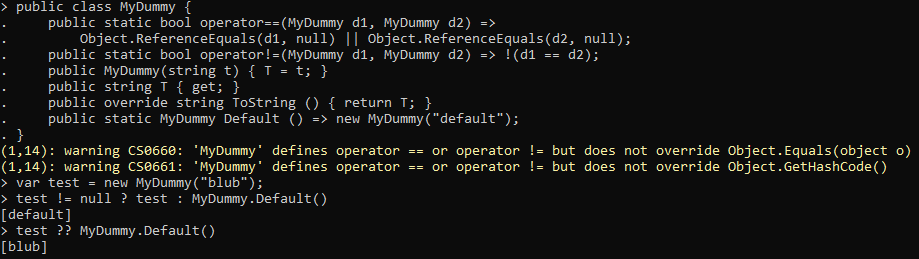 > public class MyDummy {
.     public static bool operator==(MyDummy d1, MyDummy d2) =>
.         Object.ReferenceEquals(d1, null) || Object.ReferenceEquals(d2, null);
.     public static bool operator!=(MyDummy d1, MyDummy d2) => !(d1 == d2);
.     public MyDummy(string t) { T = t; }
.     public string T { get; }
.     public override string ToString () { return T; }
.     public static MyDummy Default () => new MyDummy("default");
. }
(1,14): warning CS0660: 'MyDummy' defines operator == or operator != but does not override Object.Equals(object o)
(1,14): warning CS0661: 'MyDummy' defines operator == or operator != but does not override Object.GetHashCode()
> var test = new MyDummy("blub");
> test != null ? test : MyDummy.Default()
[default]
> test ?? MyDummy.Default()
[blub]